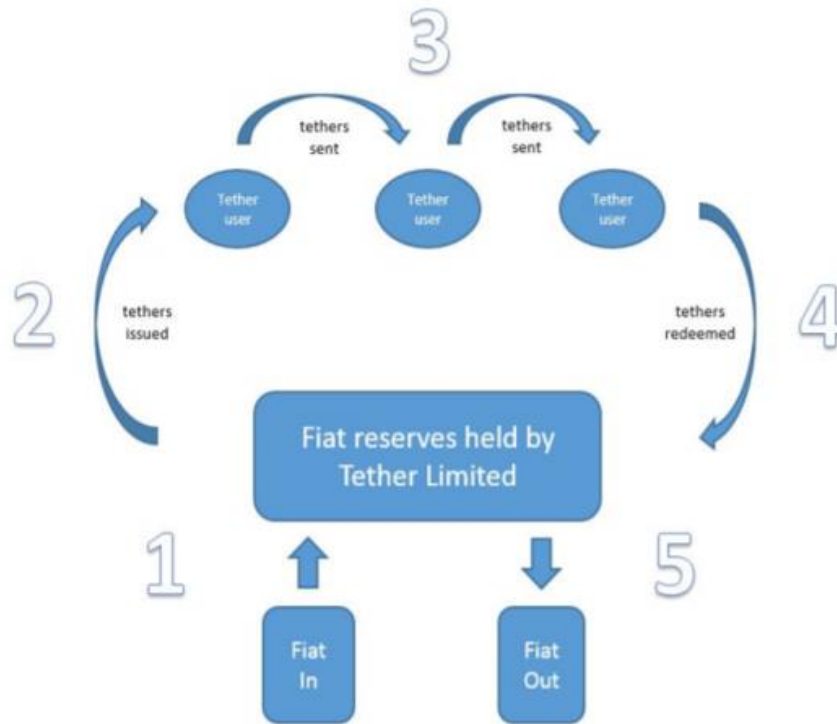 3
tethers
sent
tethers
sent
Tether
user
Tether
user
Tether
user
2
tethers
issued
tethers
redeemed
4
Fiat reserves held by
Tether Limited
1
5
Fiat
In
Fiat
Out